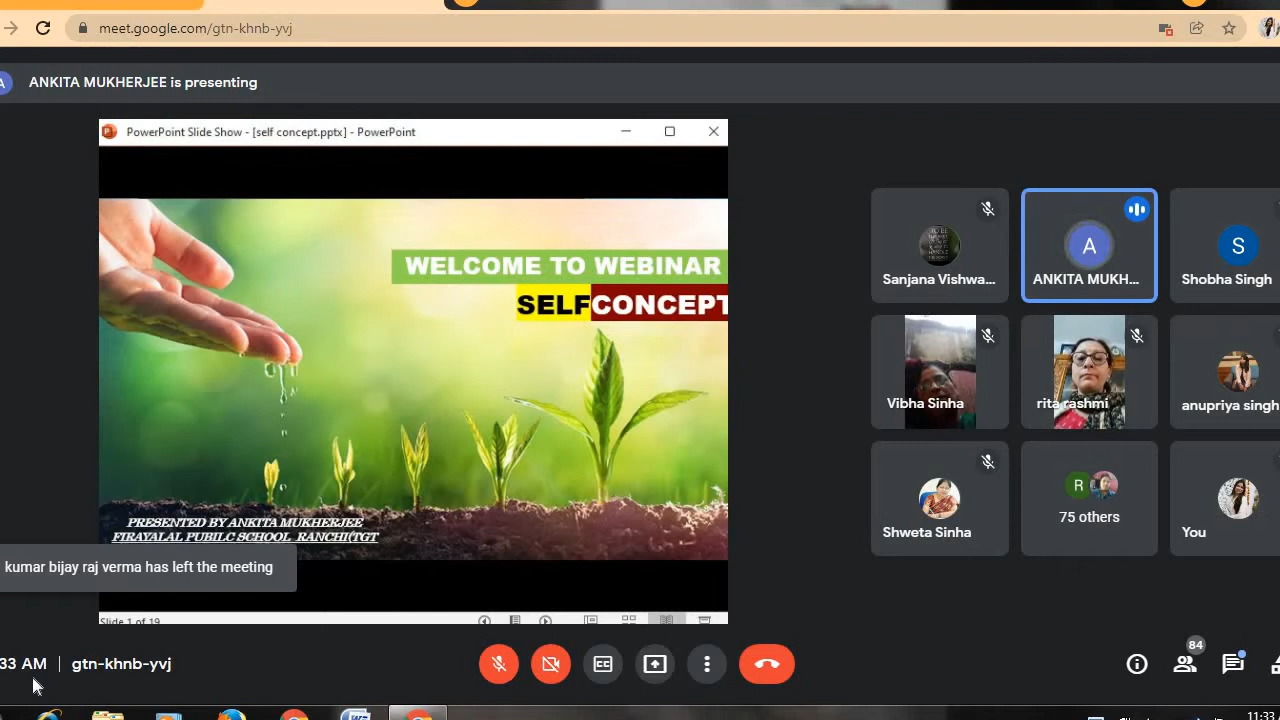 meet.google.com/gtn-khnb-yvj
A
ANKITA MUKHERJEE is presenting
PowerPoint Slide Show - [self concept.pptx] - PowerPoint
WELCOME TO WEBINAR
SELFCONCEPT
PRESENTED BY ANKITA MUKHERJEE
FIRAYALAL PUBILC SCHOOL RANCHI(TGT
Slide 1 of 19
Sanjana Vishwa...
A
ANKITA MUKH...
S
Shobha Singh
Vibha Sinha
rita rashmi
anupriya singh
Shweta Sinha
R
75 others
You
kumar bijay raj verma has left the meeting
33 AM | gtn-khnb-yvj
84
11:33